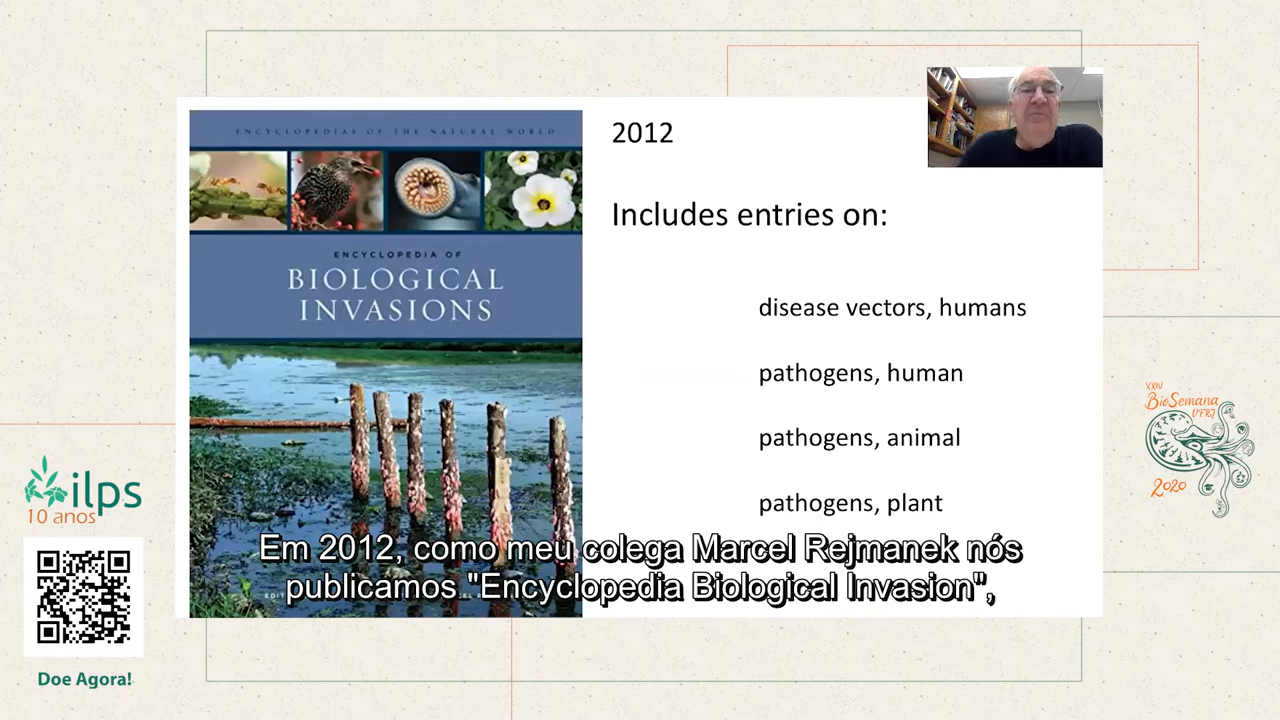 ENCYCLOPEDIAS OF THE NATURAL WORLD
ENCYCLOPEDIA OF
BIOLOGICAL
INVASIONS
2012
Includes entries on:
disease vectors, humans
pathogens, human
pathogens, animal
pathogens, plant
Em 2012, como meu colega Marcel Rejmanek nós
publicamos "Encyclopedia Biological Invasion",
ilps
10 anos
Doe Agora!
XXIV
BioSemana
UFRJ
2020